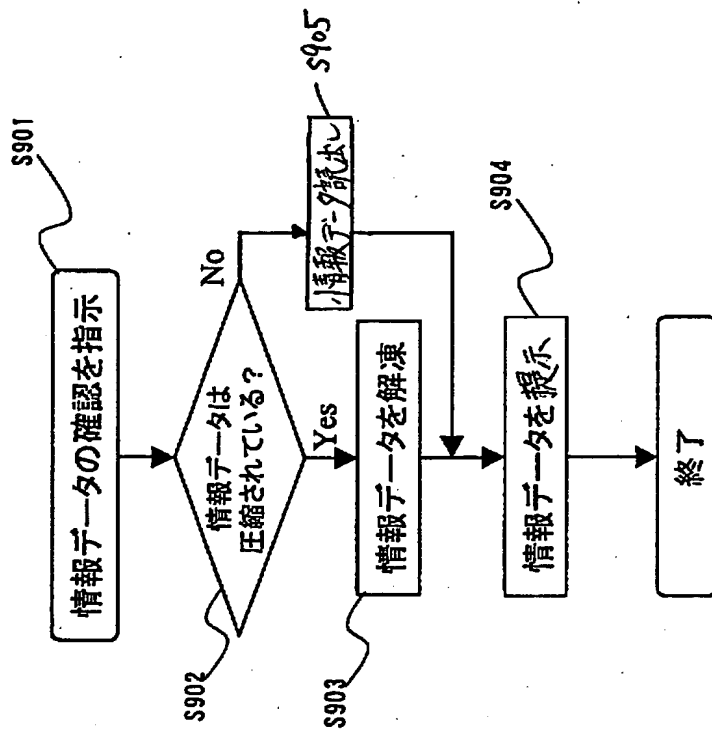 S901
情報データの確認を指示
S902
情報データは
圧縮されている?
No
Yes
S905
情報データ読出し
S903
情報データを解凍
S904
情報データを提示
終了